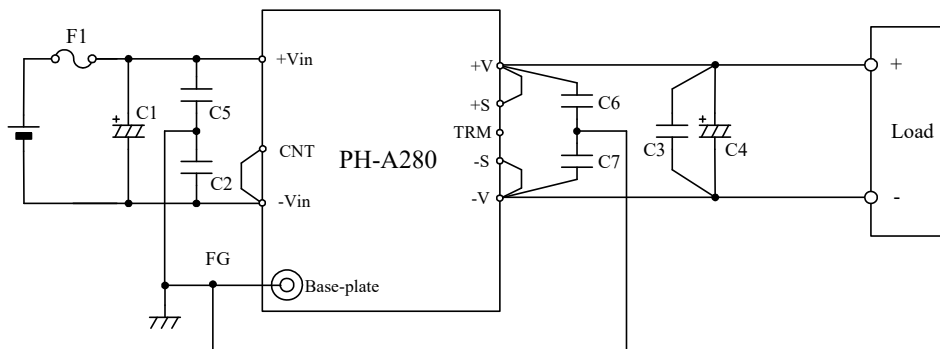 F1
+Vin
C5
C1
C2
CNT
-Vin
PH-A280
+V
+S
TRM
-S
-V
C6
C7
C3
C4
+
Load
-
FG
Base-plate
+
+